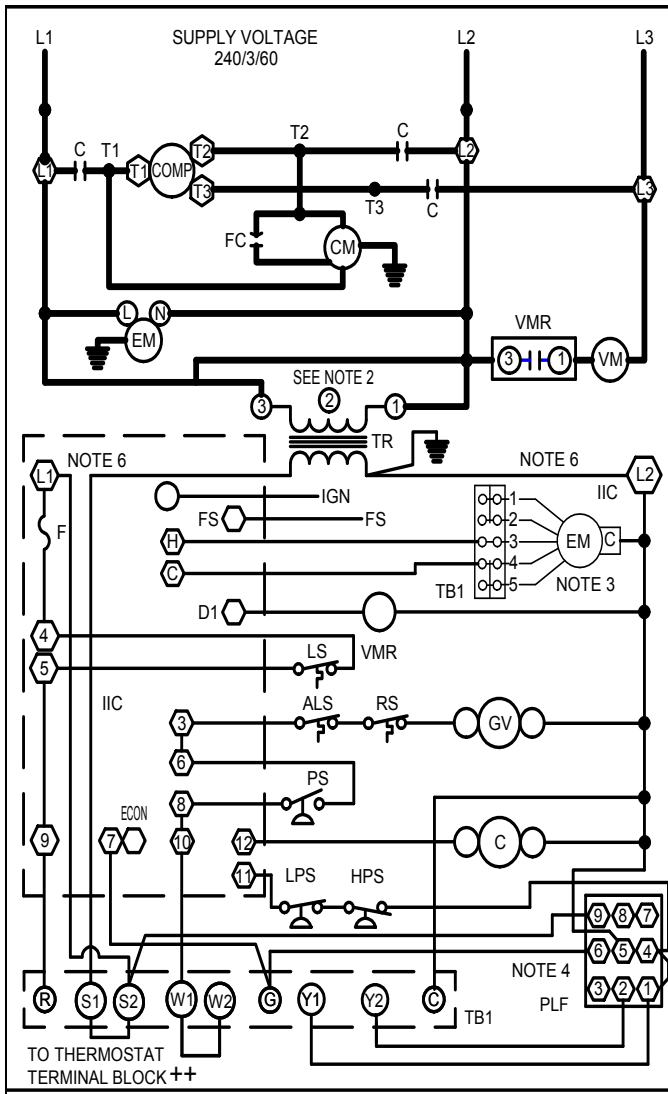 L1 SUPPLY VOLTAGE L2 L3
240/3/60
C T1 T2 C
L1 T1 COMP T2 L2
T3 T3 C L3
FC CM
L N VMR
EM 3 1 VM
SEE NOTE 2
3 2 1
TR
NOTE 6 NOTE 6
L1 L2
IGN 1 IIC
F FS FS 2
H 3 EM C
C 4
TB1 5 NOTE 3
D1
4 LS VMR
5
IIC ALS RS
3 GV
6 PS
8
ECON
9 7 10 12 C
11 LPS HPS
9 8 7
NOTE 4 6 5 4
R S1 S2 W1 W2 G Y1 Y2 C PLF 3 2 1
TB1
TO THERMOSTAT
TERMINAL BLOCK ++